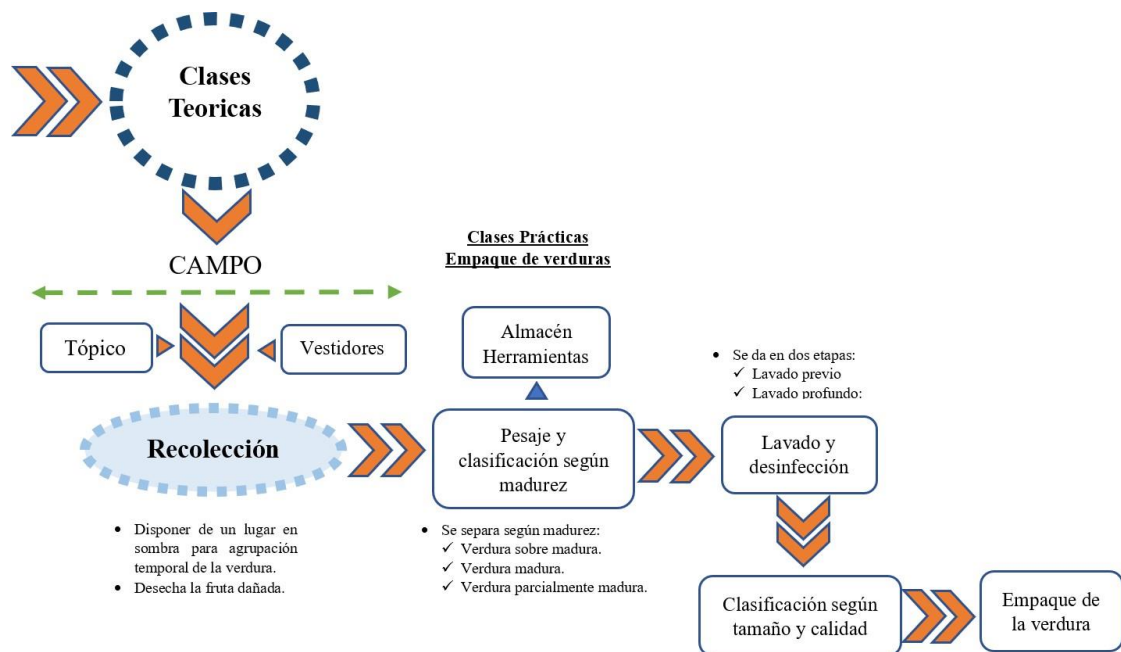 Clases
Teoricas
CAMPO
Clases Prácticas
Empaque de verduras
Tópico
Vestidores
Almacén
Herramientas
Recolección
Pesaje y
clasificación según
madurez
• Se da en dos etapas:
✓ Lavado previo
✓ Lavado profundo:
Lavado y
desinfección
• Disponer de un lugar en
sombra para agrupación
temporal de la verdura.
• Desecha la fruta dañada.
• Se separa según madurez:
✓ Verdura sobre madura.
✓ Verdura madura.
✓ Verdura parcialmente madura.
Clasificación según
tamaño y calidad
Empaque de
la verdura